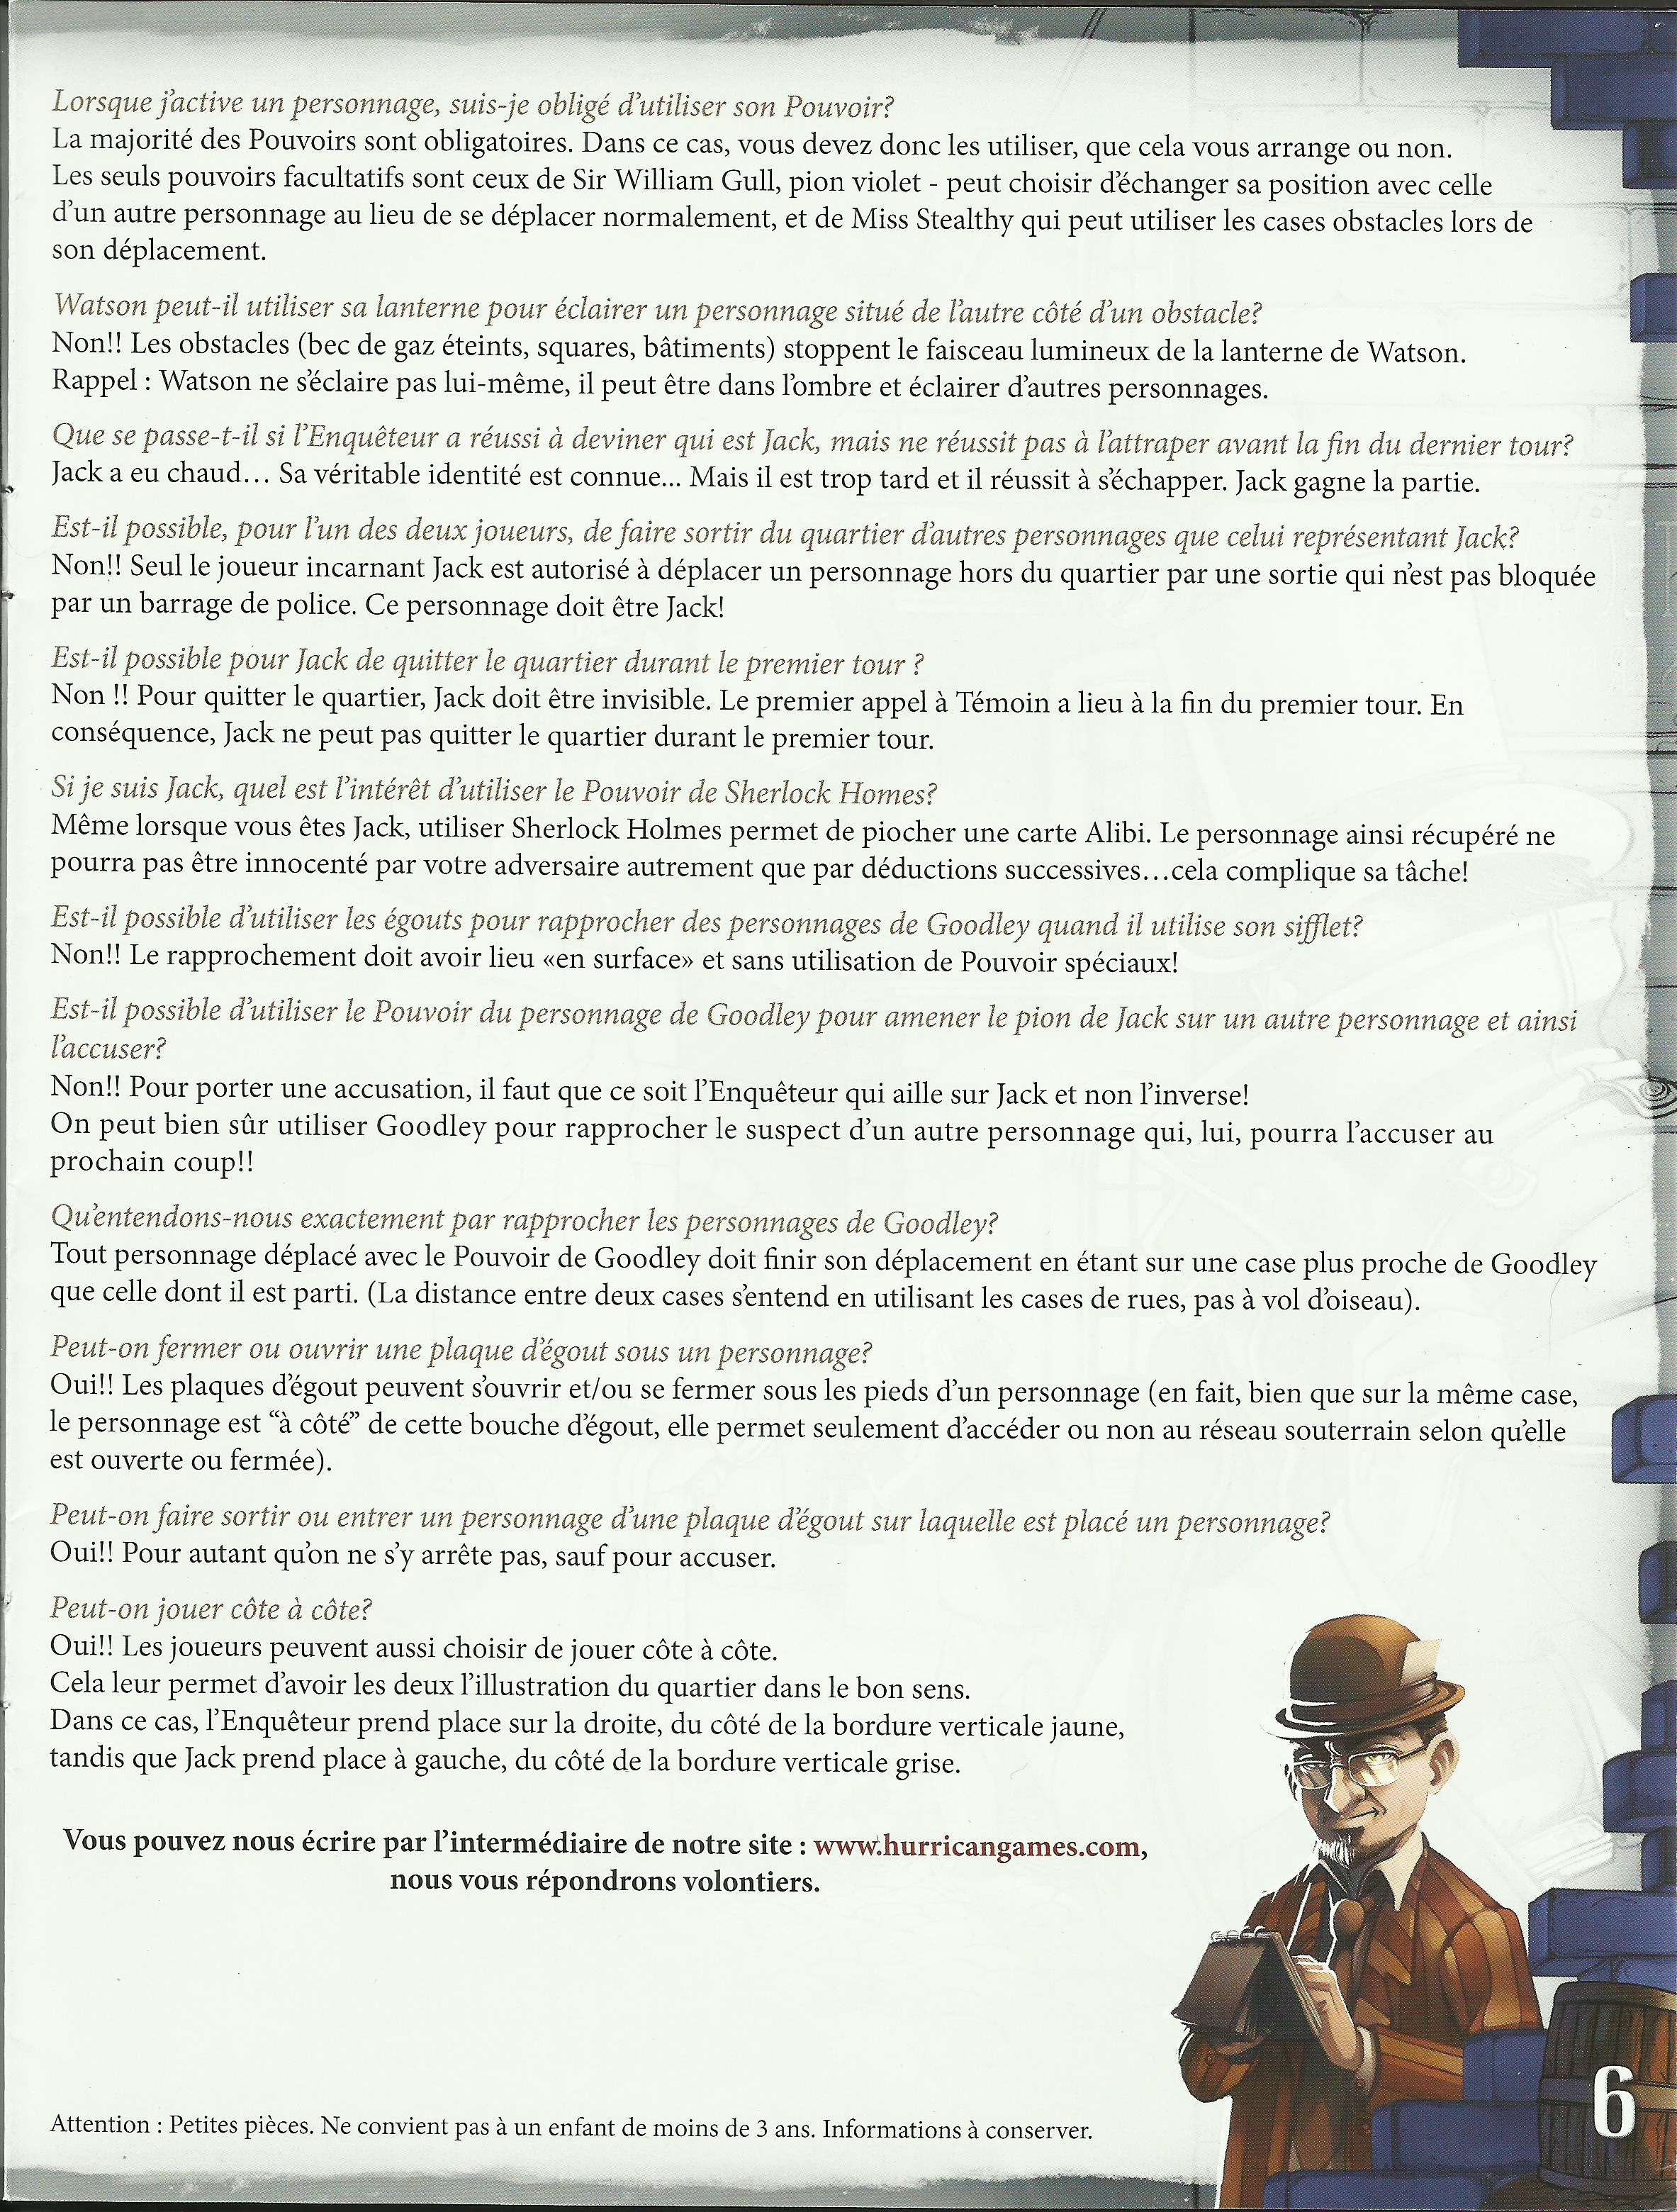 Lorsque j'active un personnage, suis-je obligé d'utiliser son Pouvoir?
La majorité des Pouvoirs sont obligatoires. Dans ce cas, vous devez donc les utiliser, que cela vous arrange ou non.
Les seuls pouvoirs facultatifs sont ceux de Sir William Gull, pion violet - peut choisir d'échanger sa position avec celle
d'un autre personnage au lieu de se déplacer normalement, et de Miss Stealthy qui peut utiliser les cases obstacles lors de
son déplacement.
Watson peut-il utiliser sa lanterne pour éclairer un personnage situé de l'autre côté d'un obstacle?
Non!! Les obstacles (bec de gaz éteints, squares, bâtiments) stoppent le faisceau lumineux de la lanterne de Watson.
Rappel : Watson ne s'éclaire pas lui-même, il peut être dans l'ombre et éclairer d'autres personnages.
Que se passe-t-il si l'Enquêteur a réussi à deviner qui est Jack, mais ne réussit pas à l'attraper avant la fin du dernier tour?
Jack a eu chaud… Sa véritable identité est connue... Mais il est trop tard et il réussit à s'échapper. Jack gagne la partie.
Est-il possible, pour l'un des deux joueurs, de faire sortir du quartier d'autres personnages que celui représentant Jack?
Non!! Seul le joueur incarnant Jack est autorisé à déplacer un personnage hors du quartier par une sortie qui n'est pas bloquée
par un barrage de police. Ce personnage doit être Jack!
Est-il possible pour Jack de quitter le quartier durant le premier tour ?
Non !! Pour quitter le quartier, Jack doit être invisible. Le premier appel à Témoin a lieu à la fin du premier tour. En
conséquence, Jack ne peut pas quitter le quartier durant le premier tour.
Si je suis Jack, quel est l'intérêt d'utiliser le Pouvoir de Sherlock Homes?
Même lorsque vous êtes Jack, utiliser Sherlock Holmes permet de piocher une carte Alibi. Le personnage ainsi récupéré ne
pourra pas être innocenté par votre adversaire autrement que par déductions successives…cela complique sa tâche!
Est-il possible d'utiliser les égouts pour rapprocher des personnages de Goodley quand il utilise son sifflet?
Non!! Le rapprochement doit avoir lieu «en surface» et sans utilisation de Pouvoir spéciaux!
Est-il possible d'utiliser le Pouvoir du personnage de Goodley pour amener le pion de Jack sur un autre personnage et ainsi
l'accuser?
Non!! Pour porter une accusation, il faut que ce soit l'Enquêteur qui aille sur Jack et non l'inverse!
On peut bien sûr utiliser Goodley pour rapprocher le suspect d'un autre personnage qui, lui, pourra l'accuser au
prochain coup!!
Qu'entendons-nous exactement par rapprocher les personnages de Goodley?
Tout personnage déplacé avec le Pouvoir de Goodley doit finir son déplacement en étant sur une case plus proche de Goodley
que celle dont il est parti. (La distance entre deux cases s'entend en utilisant les cases de rues, pas à vol d'oiseau).
Peut-on fermer ou ouvrir une plaque d'égout sous un personnage?
Oui!! Les plaques d'égout peuvent s'ouvrir et/ou se fermer sous les pieds d'un personnage (en fait, bien que sur la même case,
le personnage est “à côté” de cette bouche d'égout, elle permet seulement d'accéder ou non au réseau souterrain selon qu'elle
est ouverte ou fermée).
Peut-on faire sortir ou entrer un personnage d'une plaque d'égout sur laquelle est placé un personnage?
Oui!! Pour autant qu'on ne s'y arrête pas, sauf pour accuser.
Peut-on jouer côte à côte?
Oui!! Les joueurs peuvent aussi choisir de jouer côte à côte.
Cela leur permet d'avoir les deux l'illustration du quartier dans le bon sens.
Dans ce cas, l'Enquêteur prend place sur la droite, du côté de la bordure verticale jaune,
tandis que Jack prend place à gauche, du côté de la bordure verticale grise.
Vous pouvez nous écrire par l'intermédiaire de notre site : www.hurricangames.com,
nous vous répondrons volontiers.
Attention : Petites pièces. Ne convient pas à un enfant de moins de 3 ans. Informations à conserver.
6